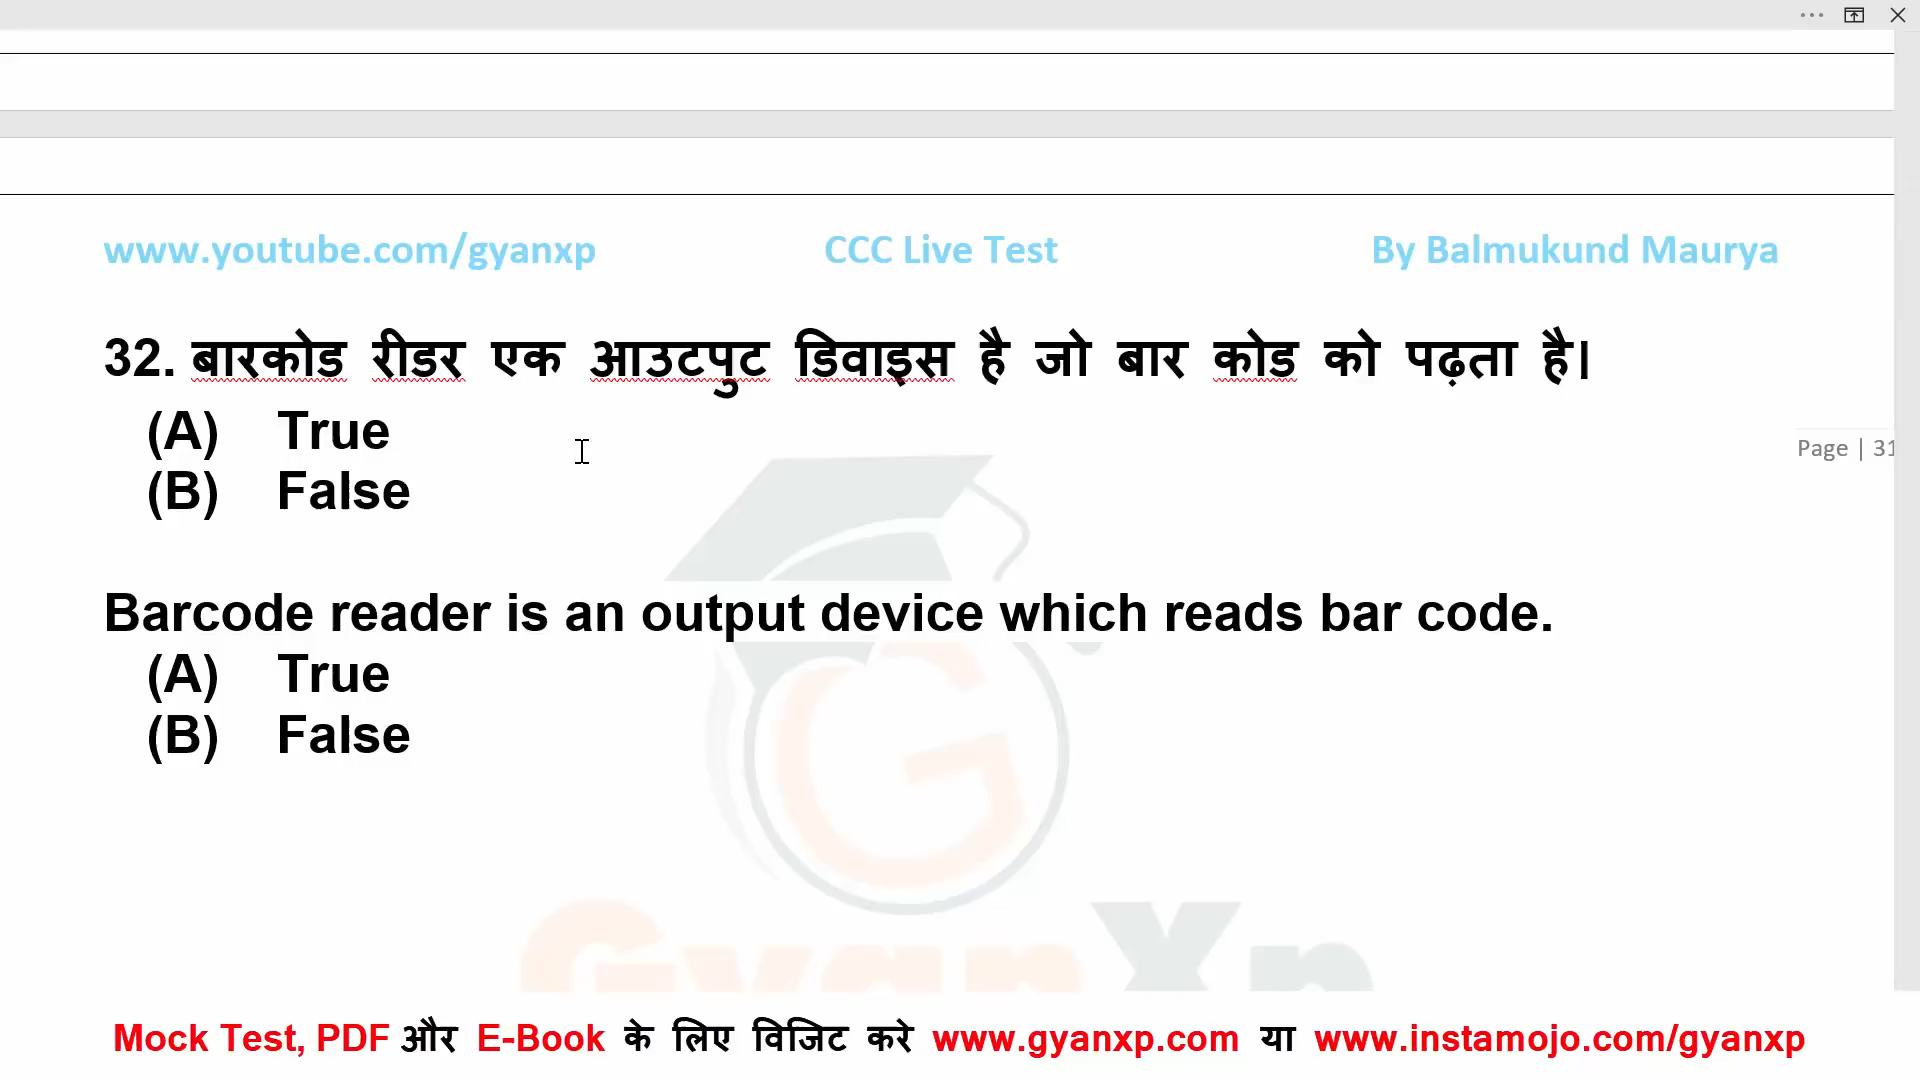 www.youtube.com/gyanxp CCC Live Test By Balmukund Maurya
32. बारकोड रीडर एक आउटपुट डिवाइस है जो बार कोड को पढ़ता है।
(A) True
Page | 31
(B) False
Barcode reader is an output device which reads bar code.
(A) True
(B) False
G
GyanXp
Mock Test, PDF और E-Book के लिए विजिट करे www.gyanxp.com या www.instamojo.com/gyanxp